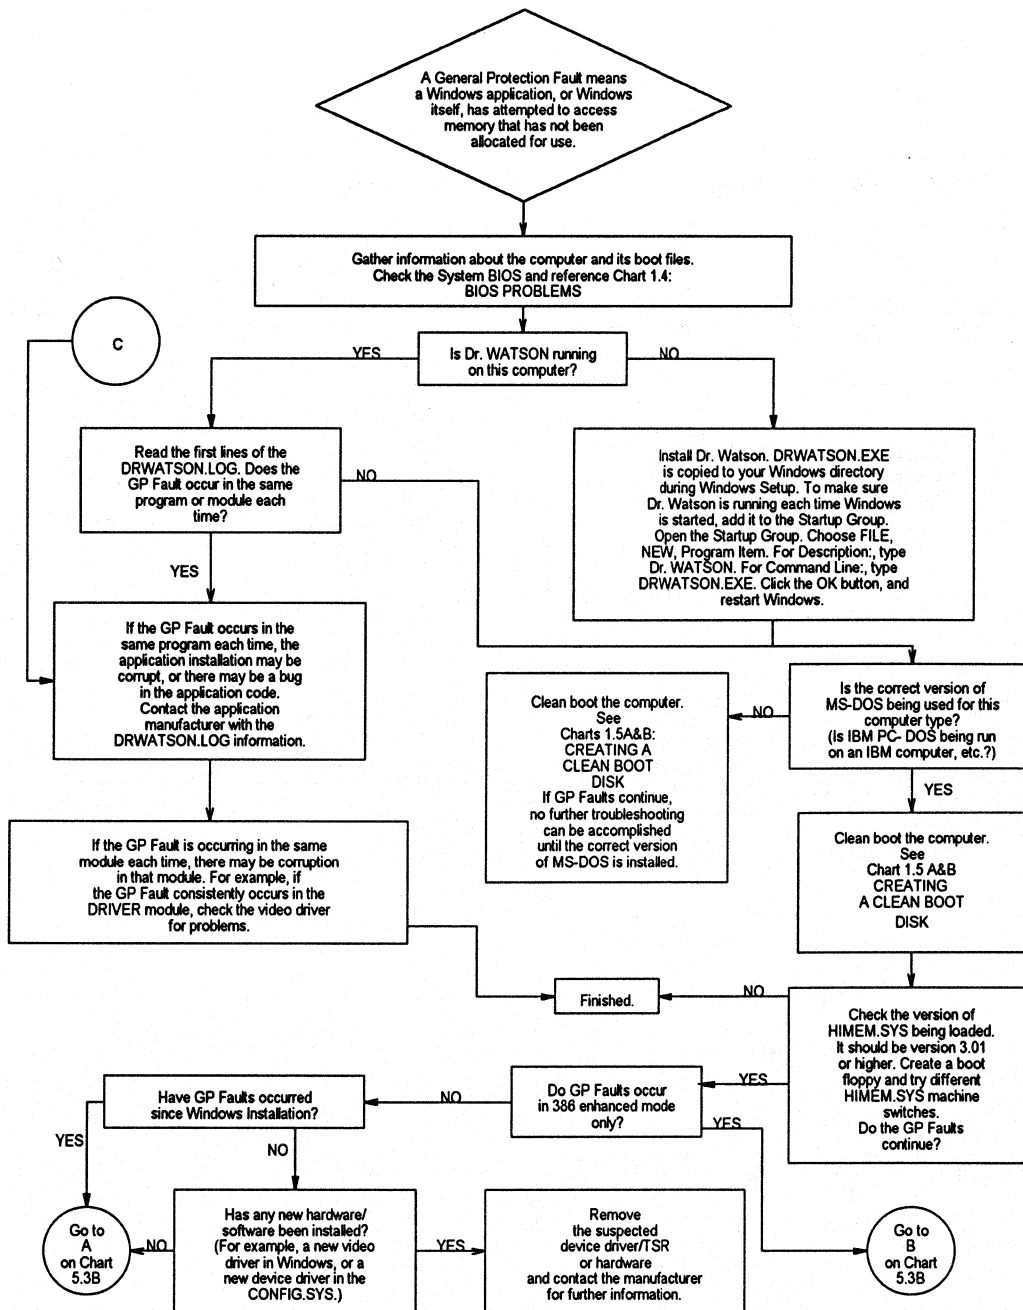 A General Protection Fault means
a Windows application, or Windows
itself, has attempted to access
memory that has not been
allocated for use.
Gather information about the computer and its boot files.
Check the System BIOS and reference Chart 1.4:
BIOS PROBLEMS
C
YES
Is Dr. WATSON running
on this computer?
NO
Read the first lines of the
DRWATSON.LOG. Does the
GP Fault occur in the same
program or module each
time?
NO
YES
Install Dr. Watson. DRWATSON.EXE
is copied to your Windows directory
during Windows Setup. To make sure
Dr. Watson is running each time Windows
is started, add it to the Startup Group.
Open the Startup Group. Choose FILE,
NEW, Program Item. For Description:, type
Dr. WATSON. For Command Line:, type
DRWATSON.EXE. Click the OK button, and
restart Windows.
If the GP Fault occurs in the
same program each time, the
application installation may be
corrupt, or there may be a bug
in the application code.
Contact the application
manufacturer with the
DRWATSON.LOG information.
Clean boot the computer.
See
Charts 1.5A&B:
CREATING A
CLEAN BOOT
DISK
If GP Faults continue,
no further troubleshooting
can be accomplished
until the correct version
of MS-DOS is installed.
NO
Is the correct version of
MS-DOS being used for this
computer type?
(Is IBM PC- DOS being run
on an IBM computer, etc.?)
YES
If the GP Fault is occurring in the same
module each time, there may be corruption
in that module. For example, if
the GP Fault consistently occurs in the
DRIVER module, check the video driver
for problems.
Clean boot the computer.
See
Chart 1.5 A&B
CREATING
A CLEAN BOOT
DISK
Finished.
NO
Check the version of
HIMEM.SYS being loaded.
It should be version 3.01
or higher. Create a boot
floppy and try different
HIMEM.SYS machine
switches.
Do the GP Faults
continue?
YES
Do GP Faults occur
in 386 enhanced mode
only?
NO
YES
Have GP Faults occurred
since Windows Installation?
YES
NO
Go to
A
on Chart
5.3B
NO
Has any new hardware/
software been installed?
(For example, a new video
driver in Windows, or a
new device driver in the
CONFIG.SYS.)
YES
Remove
the suspected
device driver/TSR
or hardware
and contact the manufacturer
for further information.
Go to
B
on Chart
5.3B